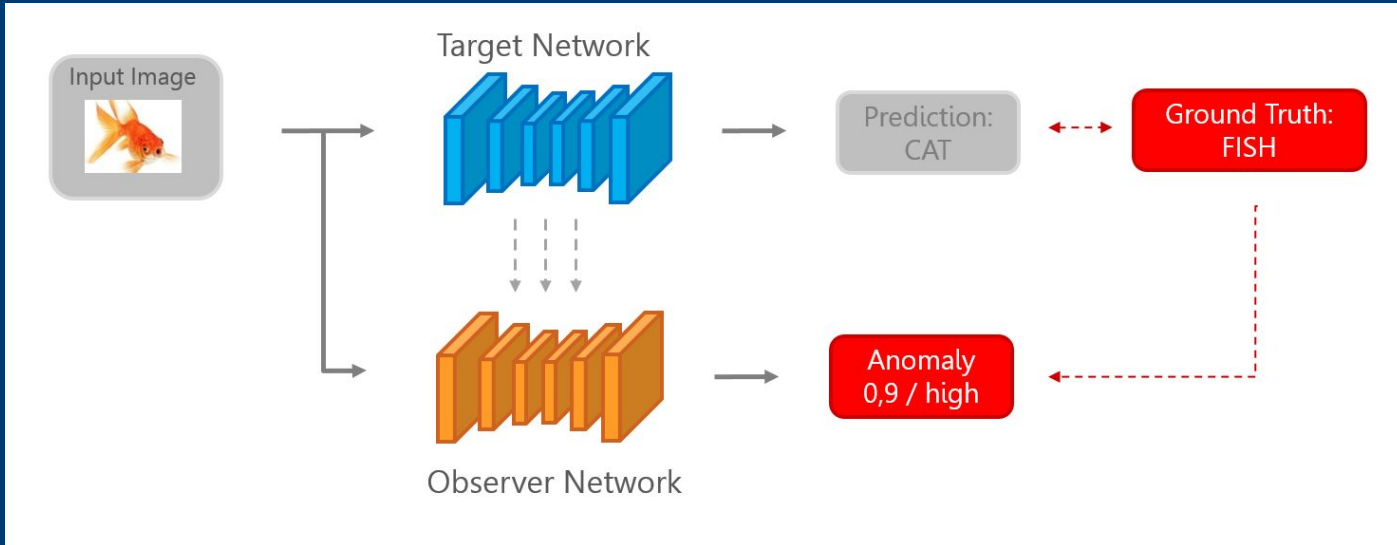 Target Network
Input Image
Prediction:
CAT
Ground Truth:
FISH
Anomaly
0,9 / high
Observer Network